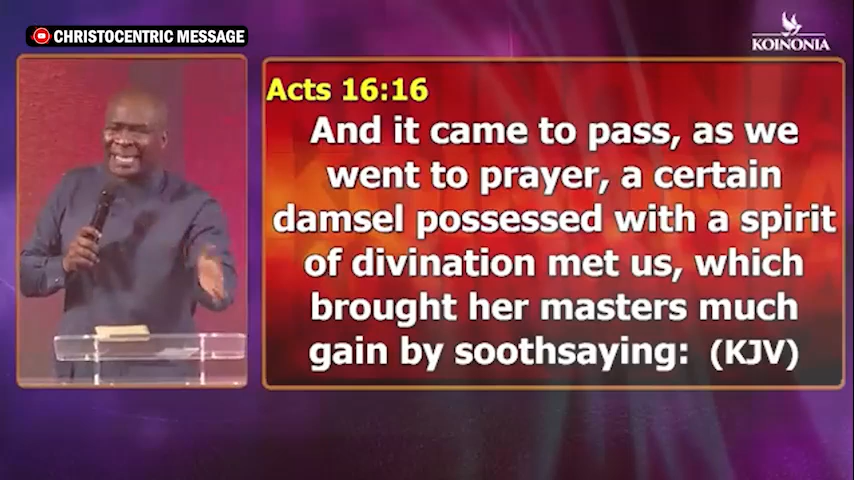 CHRISTOCENTRIC MESSAGE
KOINONIA
Acts 16:16
And it came to pass, as we
went to prayer, a certain
damsel possessed with a spirit
of divination met us, which
brought her masters much
gain by soothsaying: (KJV)